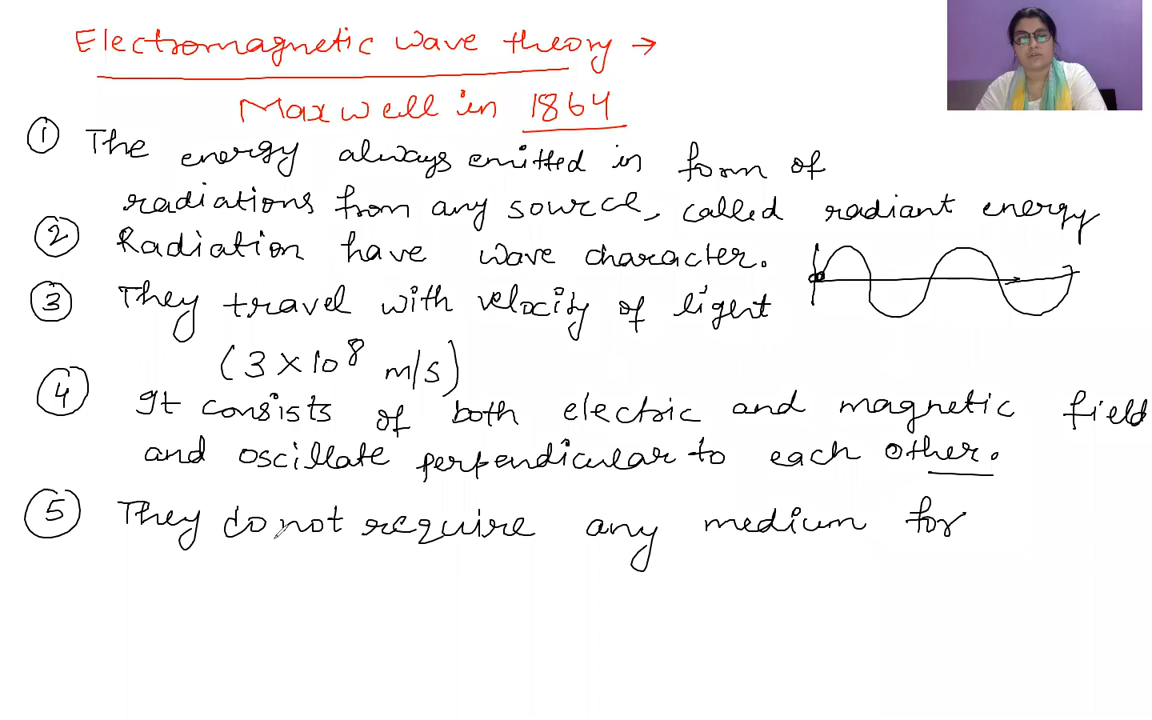 Electromagnetic wave theory →
Maxwell in 1864
① The energy always emitted in form of
radiations from any source, called radiant energy
② Radiation have wave character.
③ They travel with velocity of light
(3 × 10⁸ m/s)
④ It consists of both electric and magnetic field
and oscillate perpendicular to each other.
⑤ They do not require any medium for